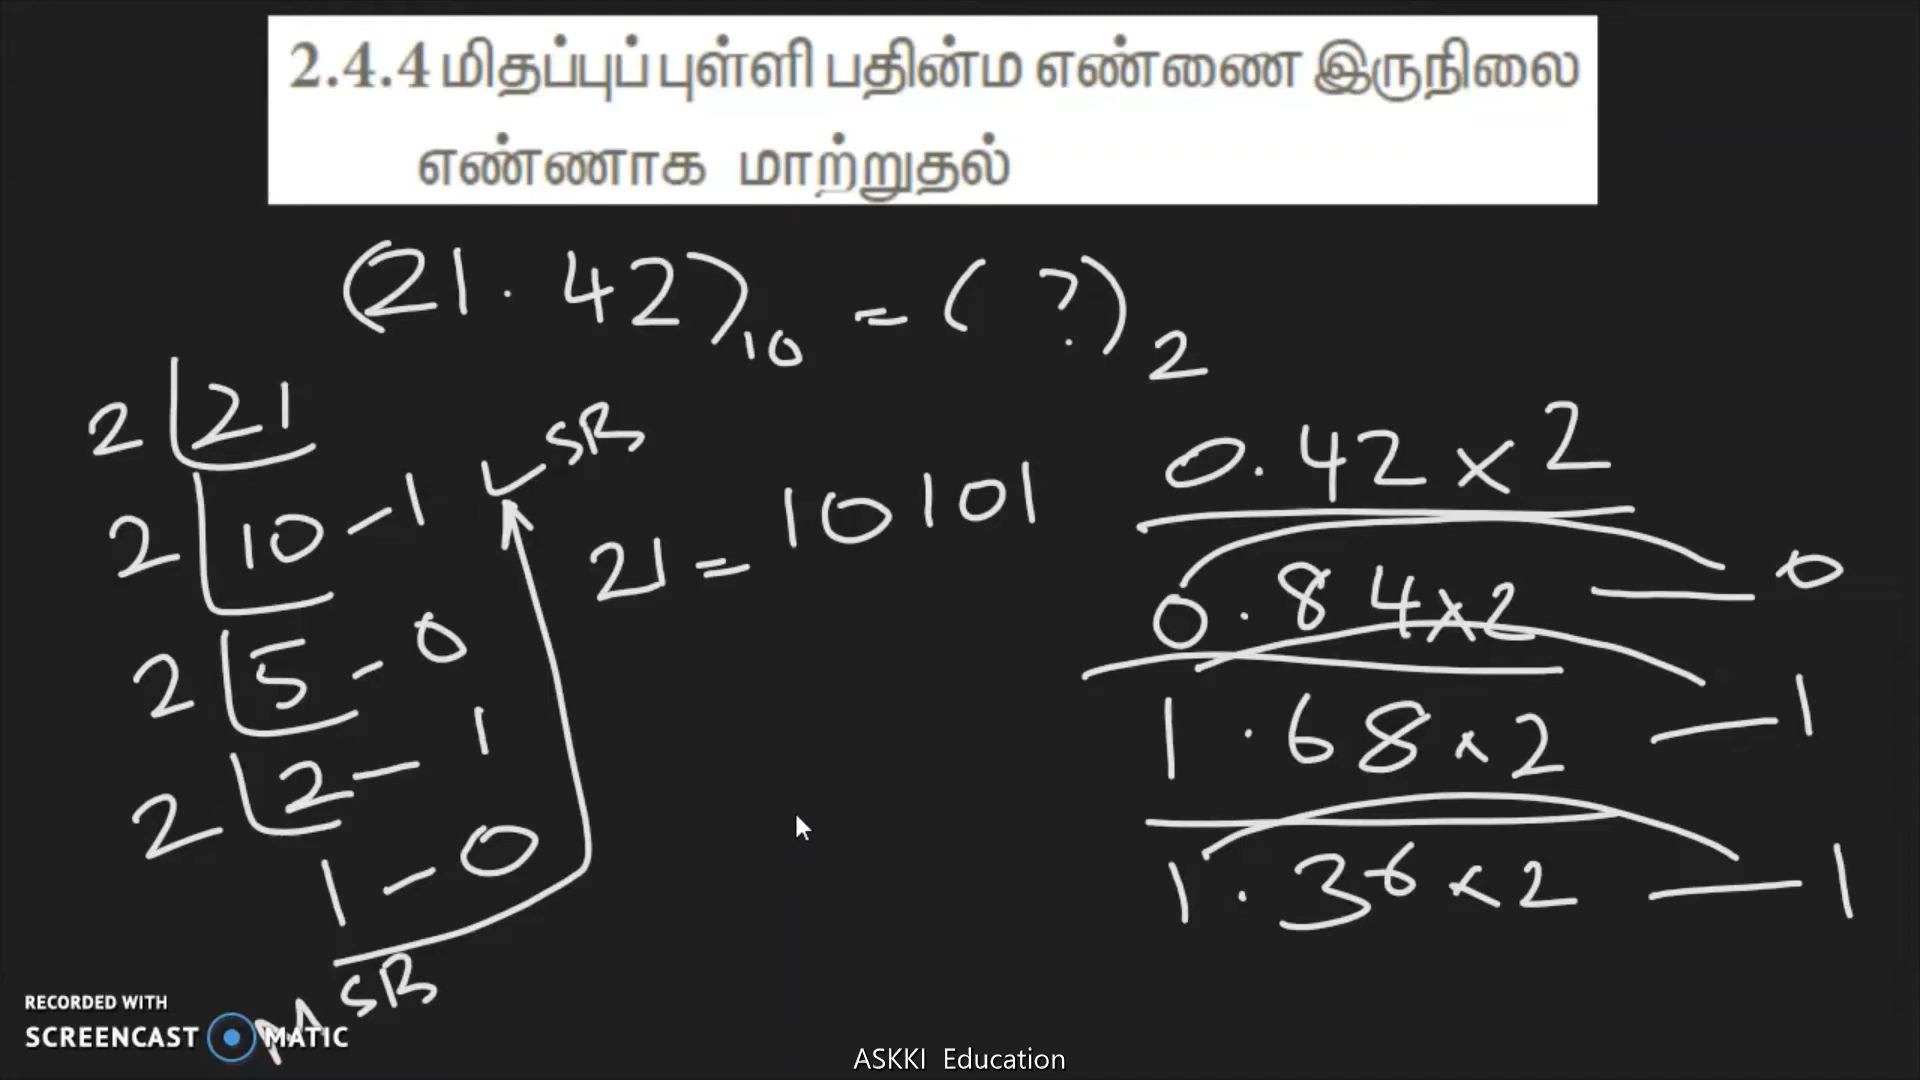 2.4.4 மிதப்புப் புள்ளி பதின்ம எண்ணை இருநிலை
எண்ணாக மாற்றுதல்
(21.42)10 = (?)2
2 21
2 10 - 1 LSB
2 5 - 0
2 2 - 1
1 - 0
MSB
21 = 10101
0.42 × 2
0.84 × 2 — 0
1.68 × 2 — 1
1.36 × 2 — 1
RECORDED WITH
SCREENCAST MATIC
ASKKI Education